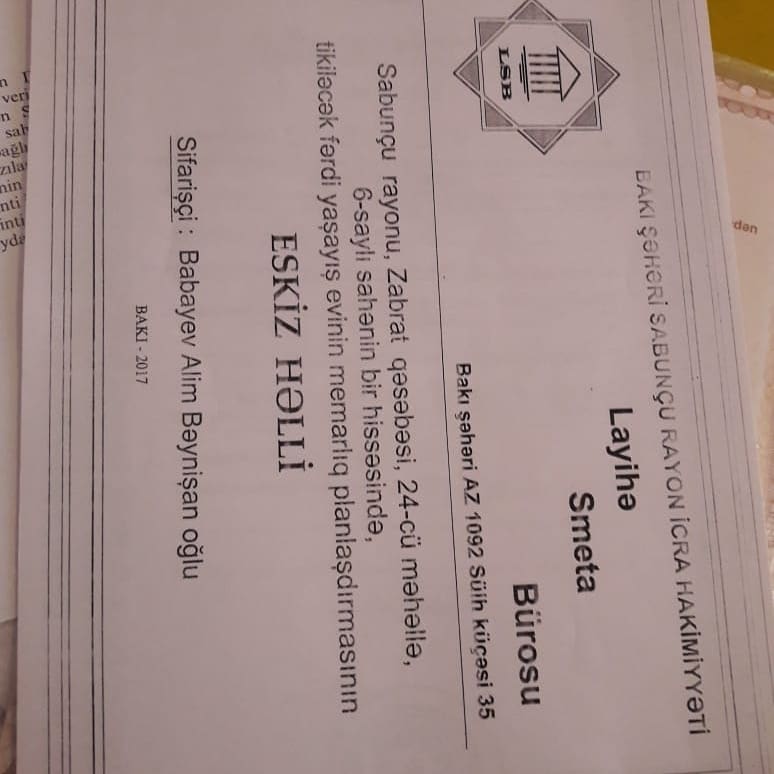 BAKI ŞƏHƏRİ SABUNÇU RAYON İCRA HAKİMİYYƏTİ
LSB
Layihə
Smeta
Bürosu
Bakı şəhəri AZ 1092 Sülh küçəsi 35
Sabunçu rayonu, Zabrat qəsəbəsi, 24-cü məhəllə,
6-saylı sahənin bir hissəsində,
tikiləcək fərdi yaşayış evinin memarlıq planlaşdırmasının
ESKİZ HƏLLİ
Sifarişçi : Babayev Alim Bəynişan oğlu
BAKI - 2017
dən